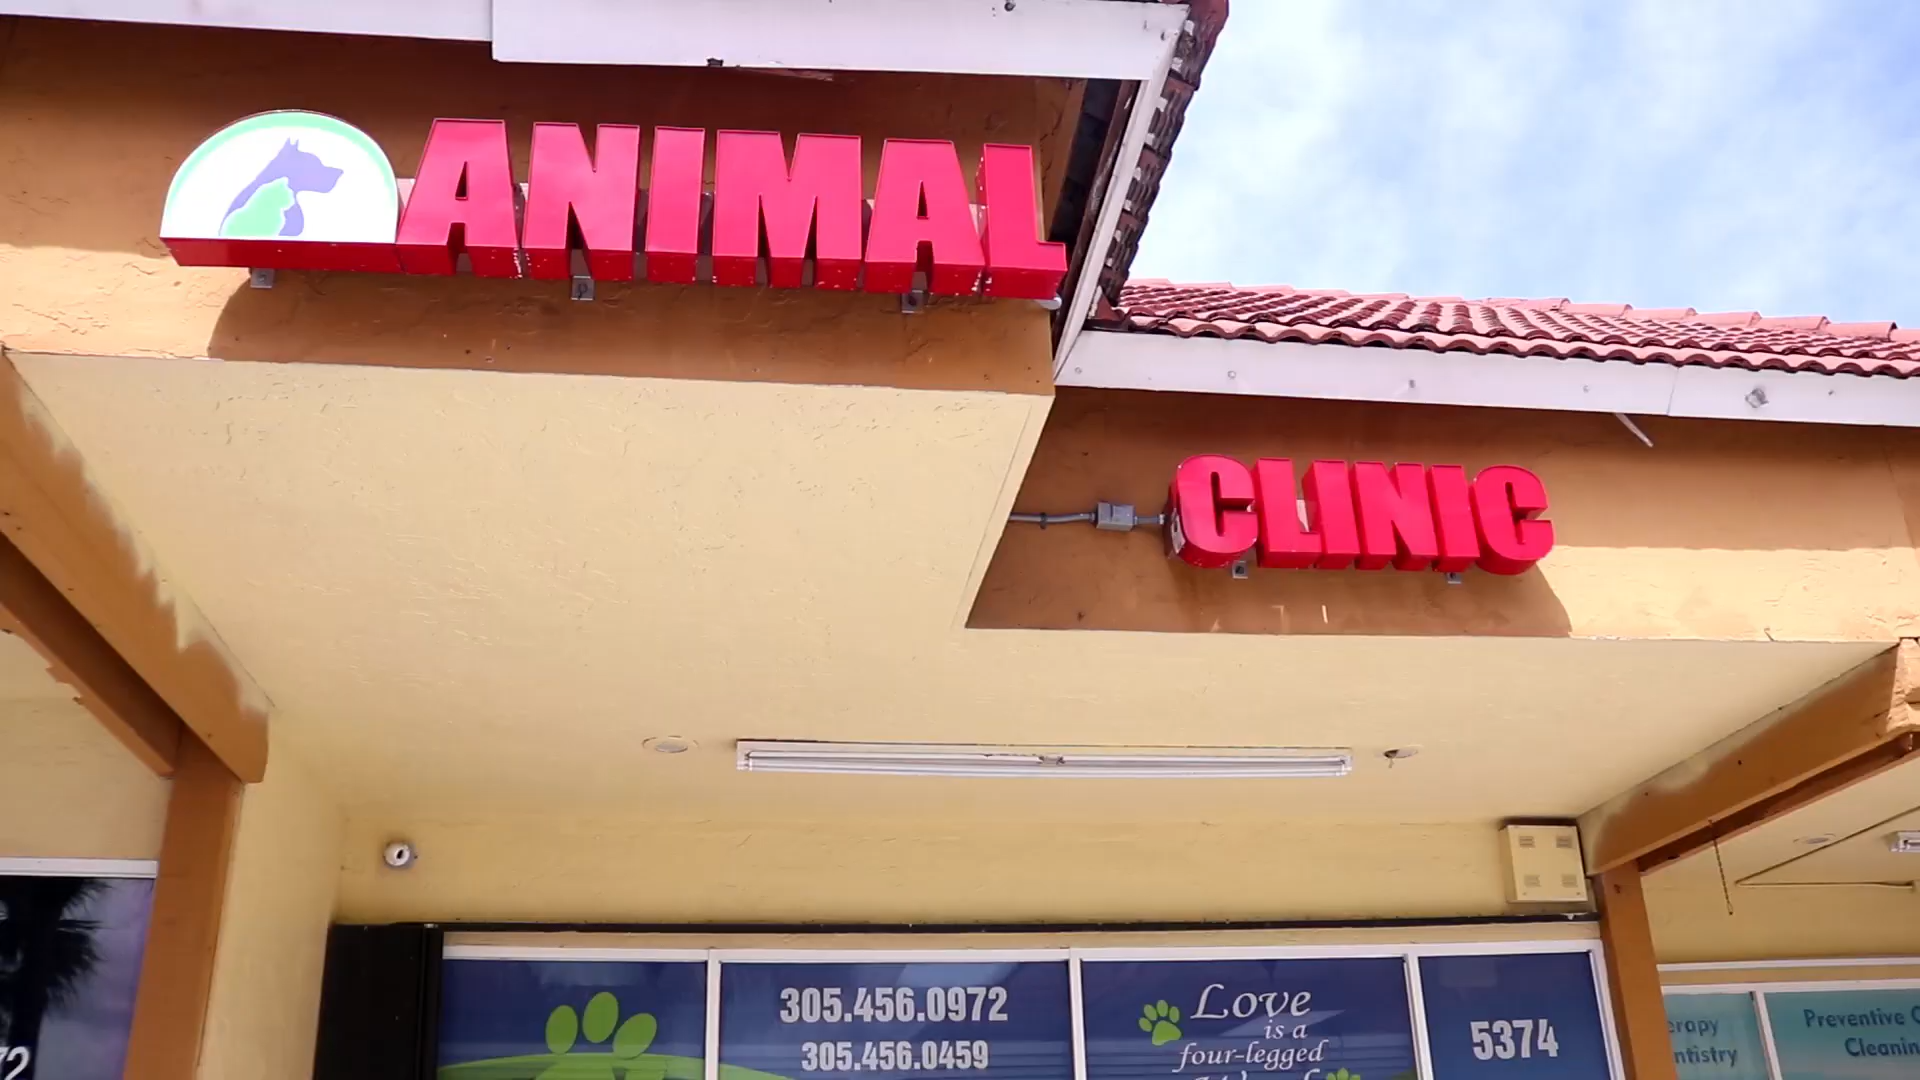 ANIMAL
CLINIC
305.456.0972
305.456.0459
Love
is a
four-legged
5374
Preventive